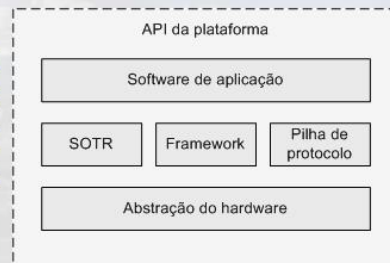 API da plataforma
Software de aplicação
SOTR
Framework
Pilha de
protocolo
Abstração do hardware